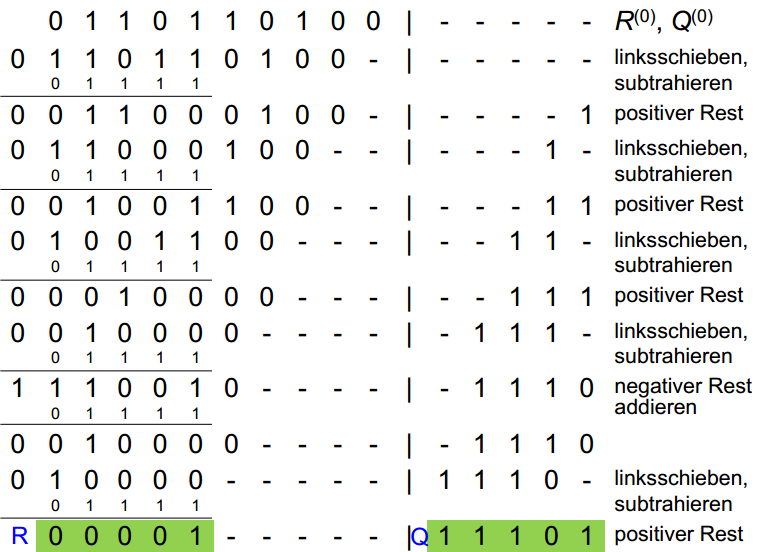 0 1 1 0 1 1 0 1 0 0 | - - - - - R(0), Q(0)
0 1 1 0 1 1 0 1 0 0 - | - - - - - linksschieben,
0 1 1 1 1 subtrahieren
0 0 1 1 0 0 0 1 0 0 - | - - - - 1 positiver Rest
0 1 1 0 0 0 1 0 0 - - | - - - 1 - linksschieben,
0 1 1 1 1 subtrahieren
0 0 1 0 0 1 1 0 0 - - | - - - 1 1 positiver Rest
0 1 0 0 1 1 0 0 - - - | - - 1 1 - linksschieben,
0 1 1 1 1 subtrahieren
0 0 0 1 0 0 0 0 - - - | - - 1 1 1 positiver Rest
0 0 1 0 0 0 0 - - - - | - 1 1 1 - linksschieben,
0 1 1 1 1 subtrahieren
1 1 1 0 0 1 0 - - - - | - 1 1 1 0 negativer Rest
0 1 1 1 1 addieren
0 0 1 0 0 0 0 - - - - | - 1 1 1 0
0 1 0 0 0 0 - - - - - | 1 1 1 0 - linksschieben,
0 1 1 1 1 subtrahieren
R 0 0 0 0 1 - - - - - |Q 1 1 1 0 1 positiver Rest